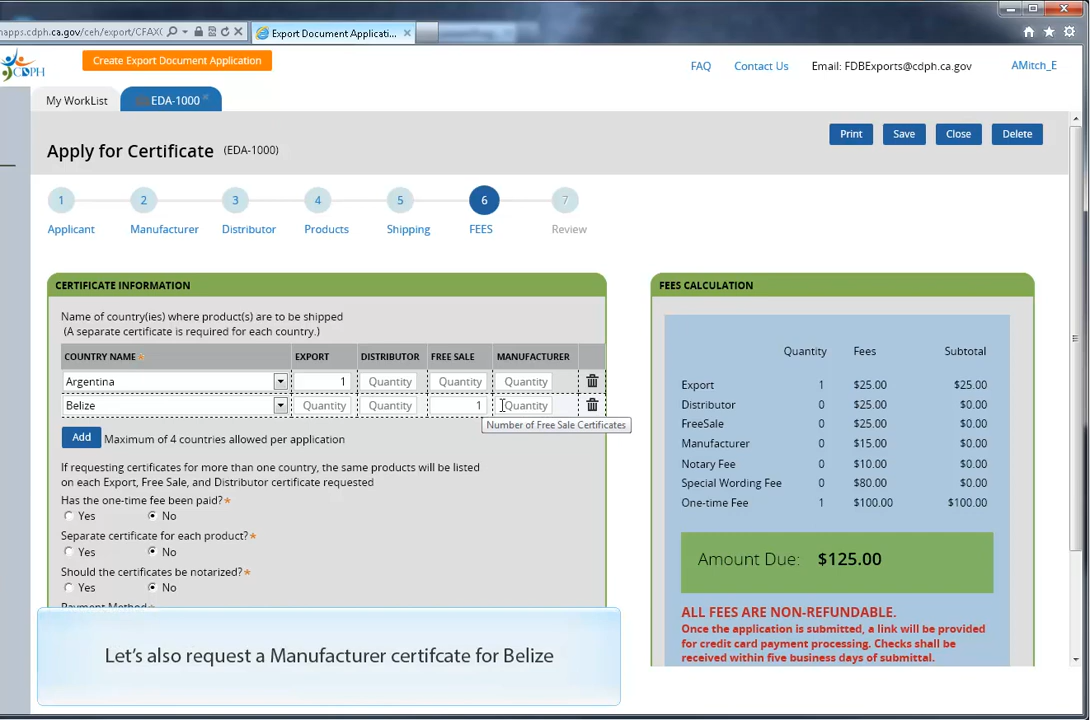 napps.cdph.ca.gov/ceh/export/CFAX(
Export Document Applicati...
CDPH
Create Export Document Application
FAQ
Contact Us
Email: FDBExports@cdph.ca.gov
AMitch_E
My WorkList
EDA-1000
Apply for Certificate (EDA-1000)
Print
Save
Close
Delete
1
2
3
4
5
6
7
Applicant
Manufacturer
Distributor
Products
Shipping
FEES
Review
CERTIFICATE INFORMATION
Name of country(ies) where product(s) are to be shipped
(A separate certificate is required for each country.)
COUNTRY NAME * EXPORT DISTRIBUTOR FREE SALE MANUFACTURER
Argentina 1 Quantity Quantity Quantity
Belize Quantity Quantity 1 Quantity
Number of Free Sale Certificates
Add Maximum of 4 countries allowed per application
If requesting certificates for more than one country, the same products will be listed
on each Export, Free Sale, and Distributor certificate requested
Has the one-time fee been paid?*
Yes No
Separate certificate for each product?*
Yes No
Should the certificates be notarized?*
Yes No
Payment Method*
Let's also request a Manufacturer certifcate for Belize
FEES CALCULATION
Quantity Fees Subtotal
Export 1 $25.00 $25.00
Distributor 0 $25.00 $0.00
FreeSale 0 $25.00 $0.00
Manufacturer 0 $15.00 $0.00
Notary Fee 0 $10.00 $0.00
Special Wording Fee 0 $80.00 $0.00
One-time Fee 1 $100.00 $100.00
Amount Due: $125.00
ALL FEES ARE NON-REFUNDABLE.
Once the application is submitted, a link will be provided
for credit card payment processing. Checks shall be
received within five business days of submittal.